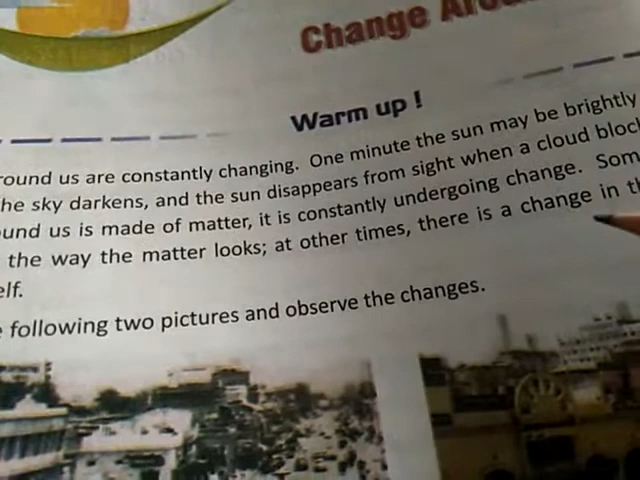 Change
Warm up !
round us are constantly changing. One minute the sun may be brightly
he sky darkens, and the sun disappears from sight when a cloud block
und us is made of matter, it is constantly undergoing change. Som
the way the matter looks; at other times, there is a change in th
elf.
following two pictures and observe the changes.